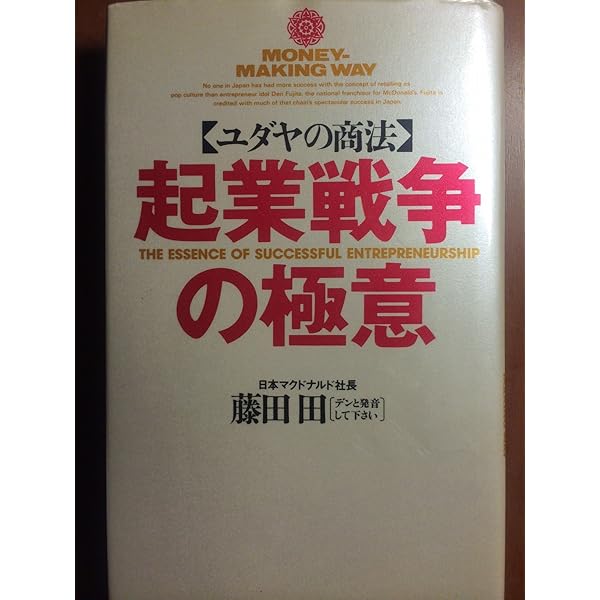 MONEY-
MAKING WAY
No one in Japan has had more success with the concept of retailing as
pop culture than entrepreneur idol Den Fujita, the national franchisor for McDonald's. Fujita is
credited with much of that chain's spectacular success in Japan.
【ユダヤの商法】
起業戦争
THE ESSENCE OF SUCCESSFUL ENTREPRENEURSHIP
の極意
日本マクドナルド社長
藤田 田[デンと発音
して下さい]